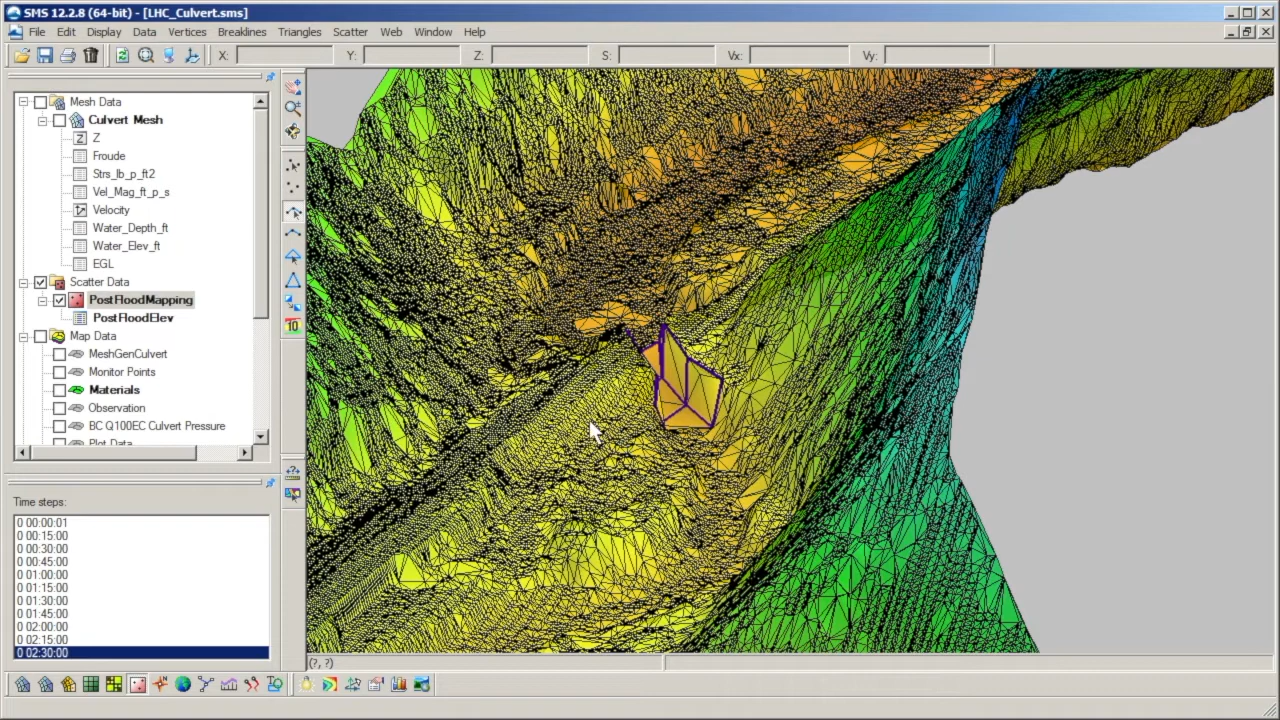 SMS 12.2.8 (64-bit) - [LHC_Culvert.sms]
File Edit Display Data Vertices Breaklines Triangles Scatter Web Window Help
X: Y: Z: S: Vx: Vy:
Mesh Data
Culvert Mesh
Z
Froude
Strs_lb_p_ft2
Vel_Mag_ft_p_s
Velocity
Water_Depth_ft
Water_Elev_ft
EGL
Scatter Data
PostFloodMapping
PostFloodElev
Map Data
MeshGenCulvert
Monitor Points
Materials
Observation
BC Q100EC Culvert Pressure
Plot Data
10
Time steps:
0 00:00:01
0 00:15:00
0 00:30:00
0 00:45:00
0 01:00:00
0 01:15:00
0 01:30:00
0 01:45:00
0 02:00:00
0 02:15:00
0 02:30:00
(?, ?)